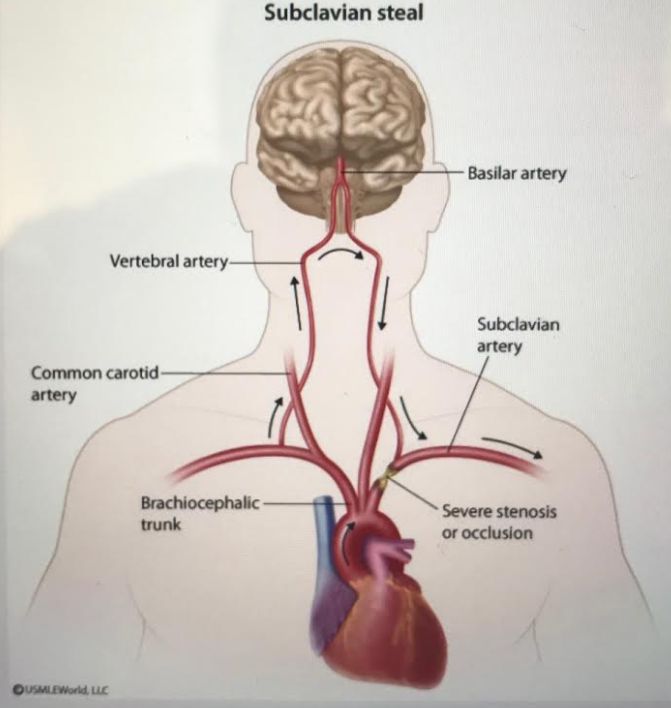 Subclavian steal
Basilar artery
Vertebral artery
Subclavian
artery
Common carotid
artery
Brachiocephalic
trunk
Severe stenosis
or occlusion
©USMLEWorld, LLC